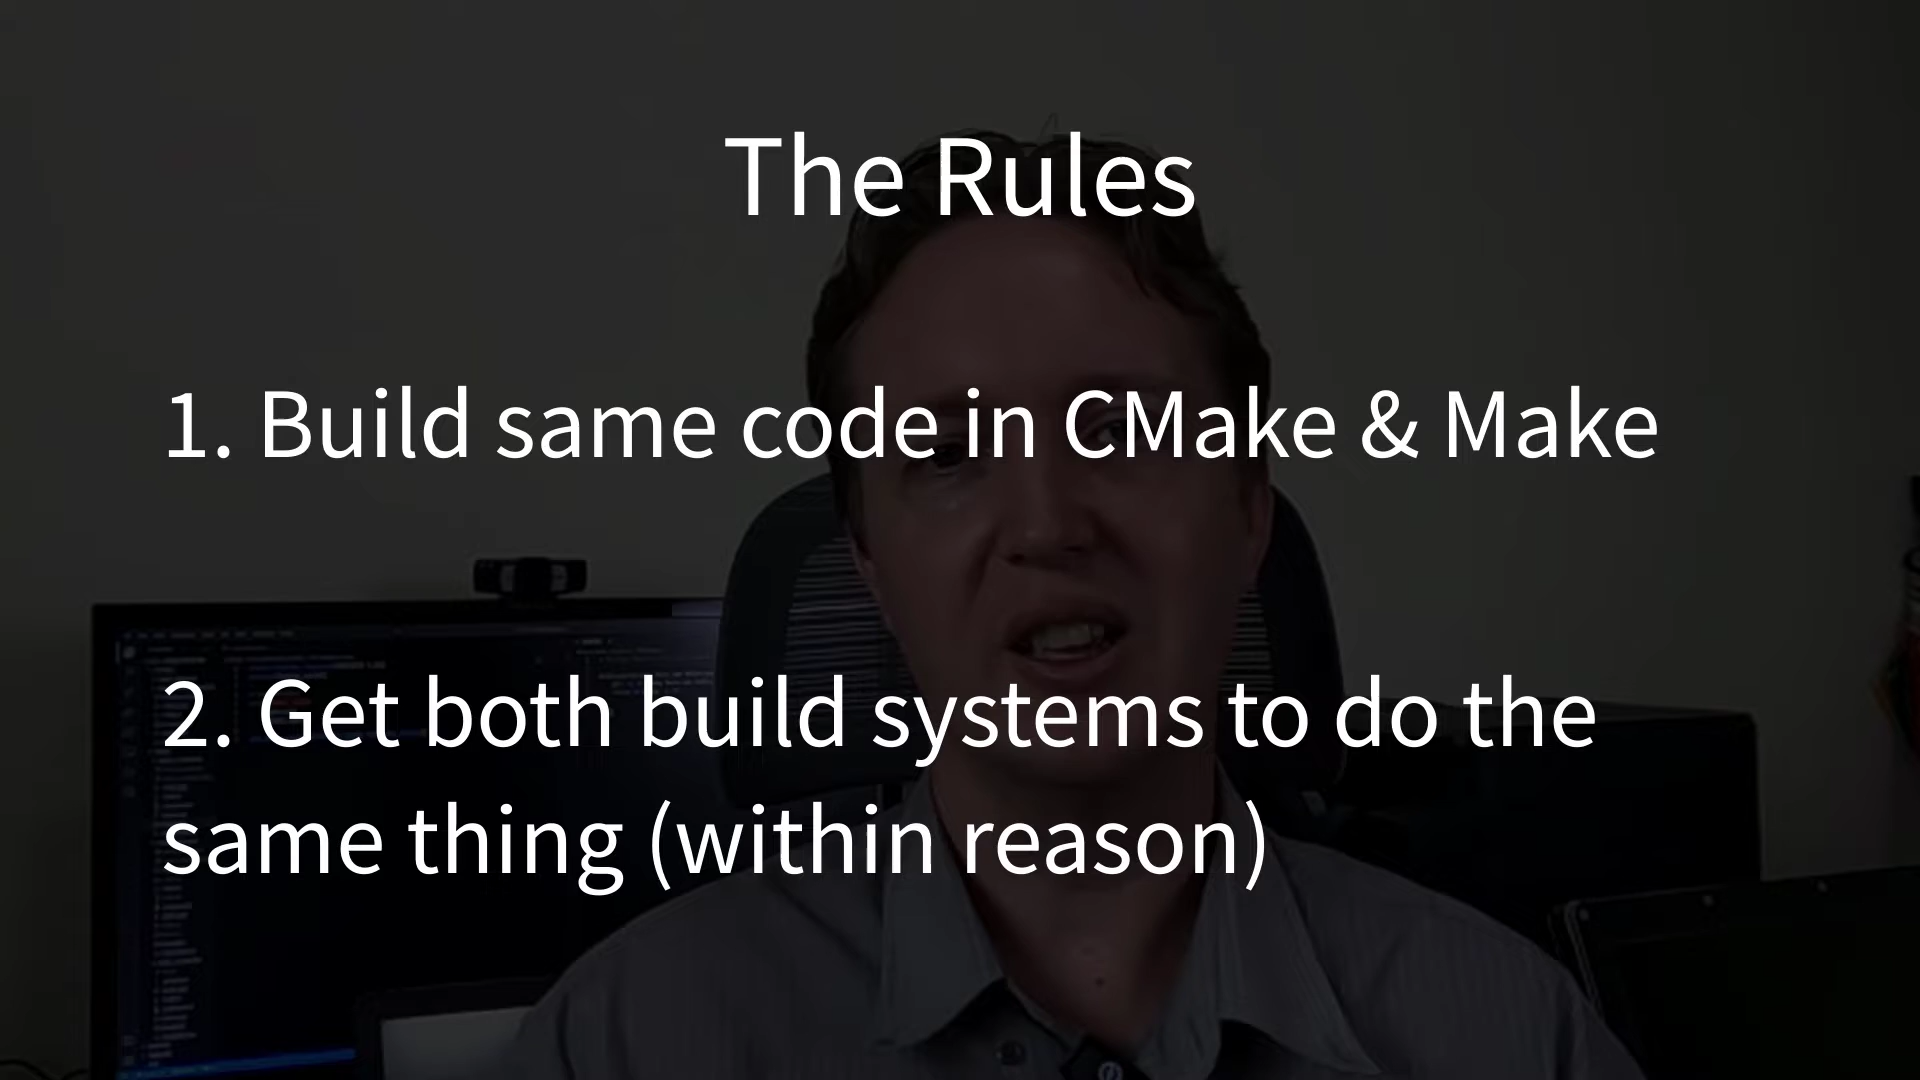 The Rules
1. Build same code in CMake & Make
2. Get both build systems to do the
same thing (within reason)